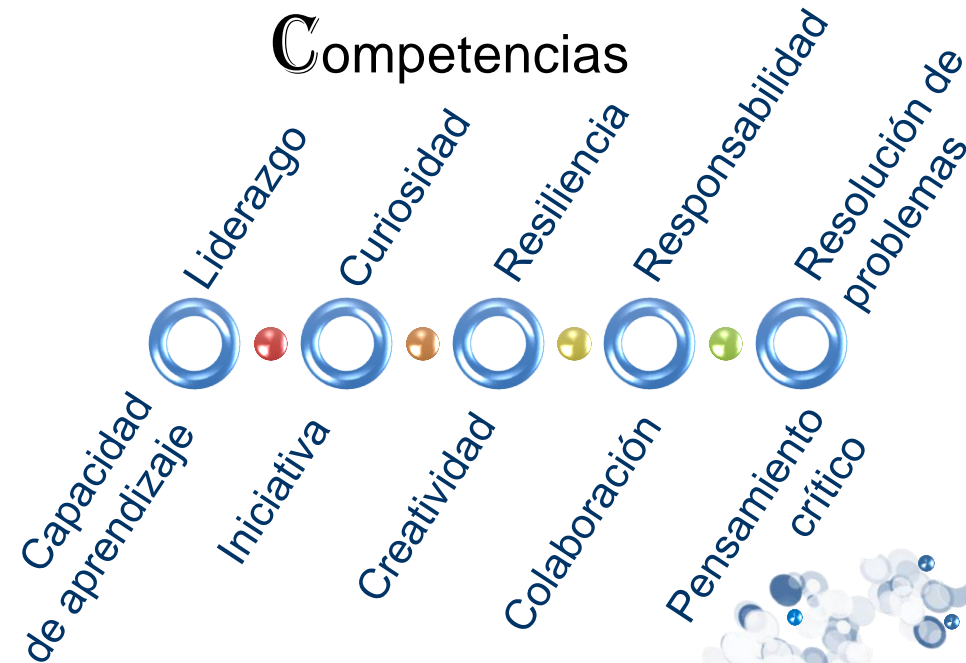 Competencias
Liderazgo
Curiosidad
Resiliencia
Responsabilidad
Resolución de
problemas
Capacidad
de aprendizaje
Iniciativa
Creatividad
Colaboración
Pensamiento
crítico